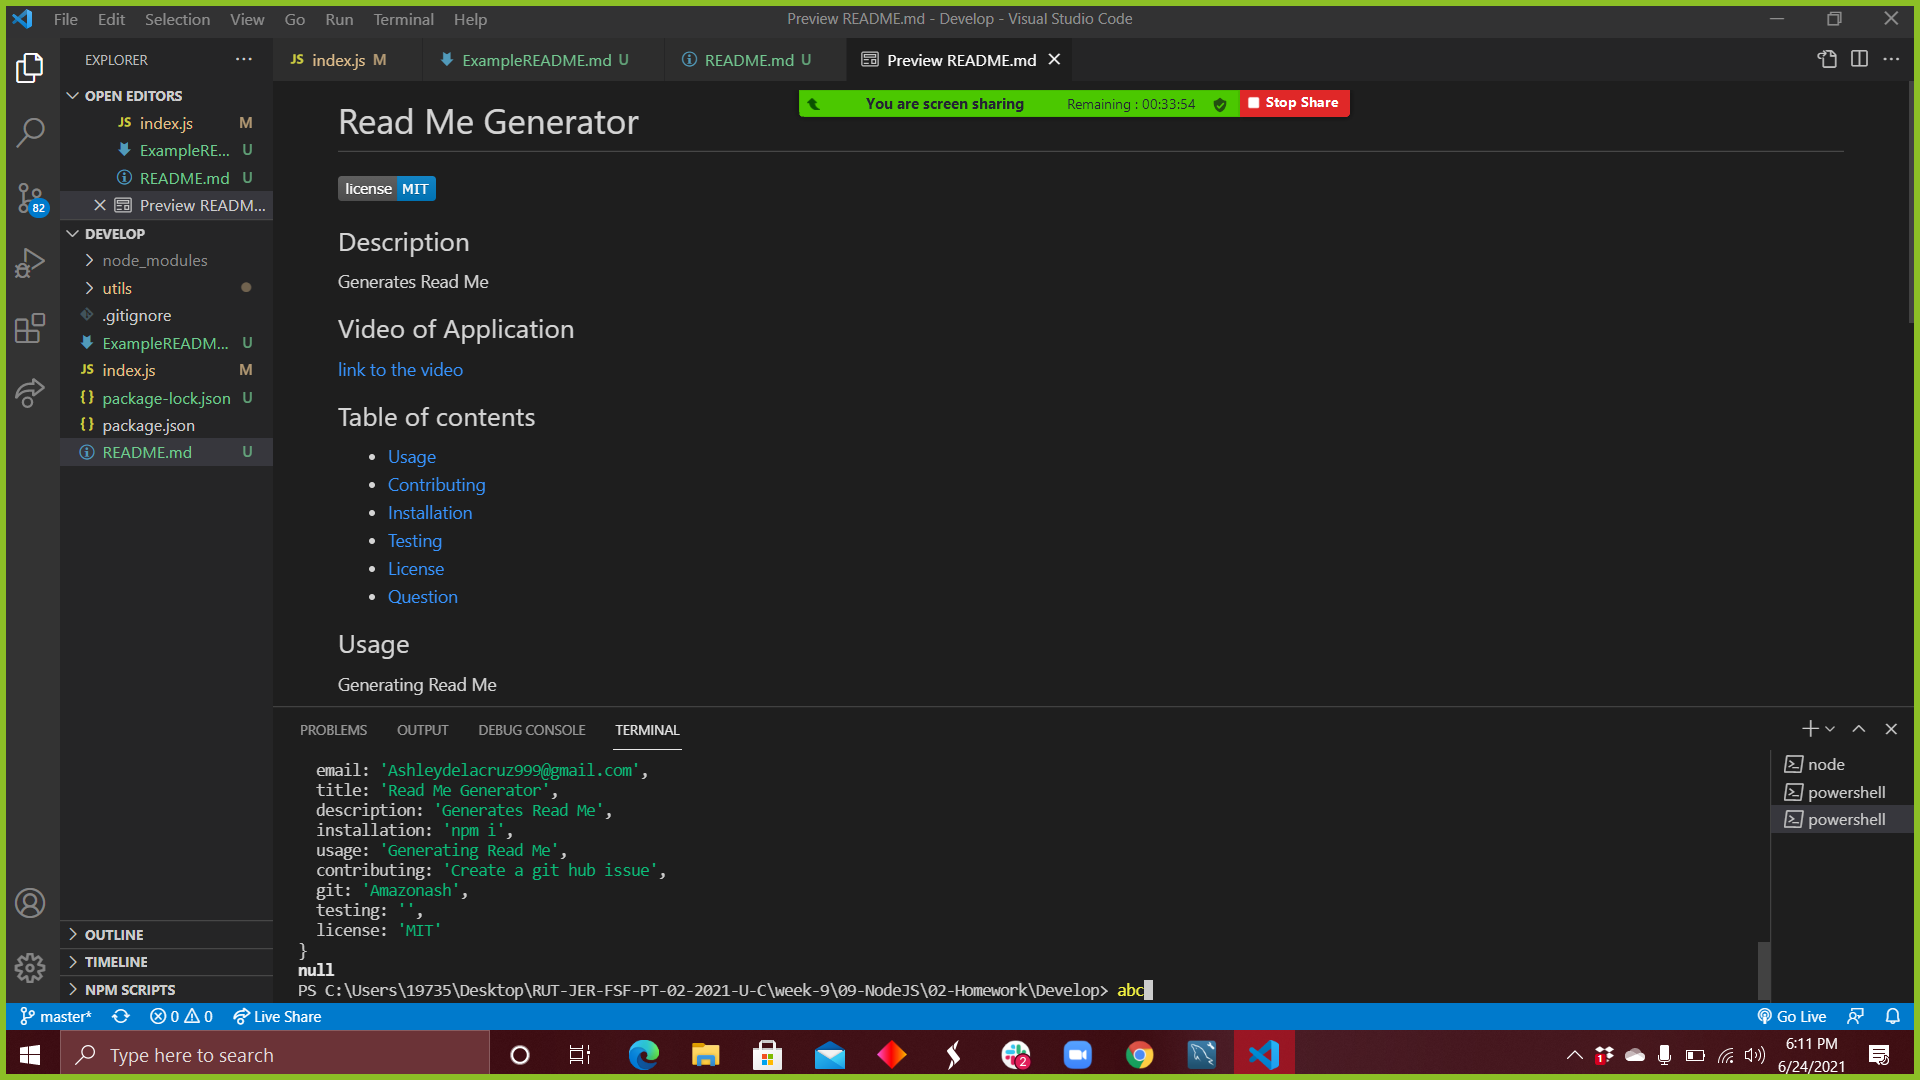 File Edit Selection View Go Run Terminal Help
Preview README.md - Develop - Visual Studio Code
EXPLORER
JS index.js M
ExampleREADME.md U
README.md U
Preview README.md
You are screen sharing
Remaining : 00:33:54
Stop Share
OPEN EDITORS
JS index.js M
ExampleRE... U
README.md U
Preview READM...
DEVELOP
node_modules
utils
.gitignore
ExampleREADM... U
JS index.js M
{} package-lock.json U
{} package.json
README.md U
OUTLINE
TIMELINE
NPM SCRIPTS
82
Read Me Generator
license MIT
Description
Generates Read Me
Video of Application
link to the video
Table of contents
• Usage
• Contributing
• Installation
• Testing
• License
• Question
Usage
Generating Read Me
PROBLEMS OUTPUT DEBUG CONSOLE TERMINAL
email: 'Ashleydelacruz999@gmail.com',
title: 'Read Me Generator',
description: 'Generates Read Me',
installation: 'npm i',
usage: 'Generating Read Me',
contributing: 'Create a git hub issue',
git: 'Amazonash',
testing: '',
license: 'MIT'
}
null
PS C:\Users\19735\Desktop\RUT-JER-FSF-PT-02-2021-U-C\week-9\09-NodeJS\02-Homework\Develop> abc
node
powershell
powershell
master* 0 0 Live Share
Go Live
Type here to search
2
1
6:11 PM
6/24/2021